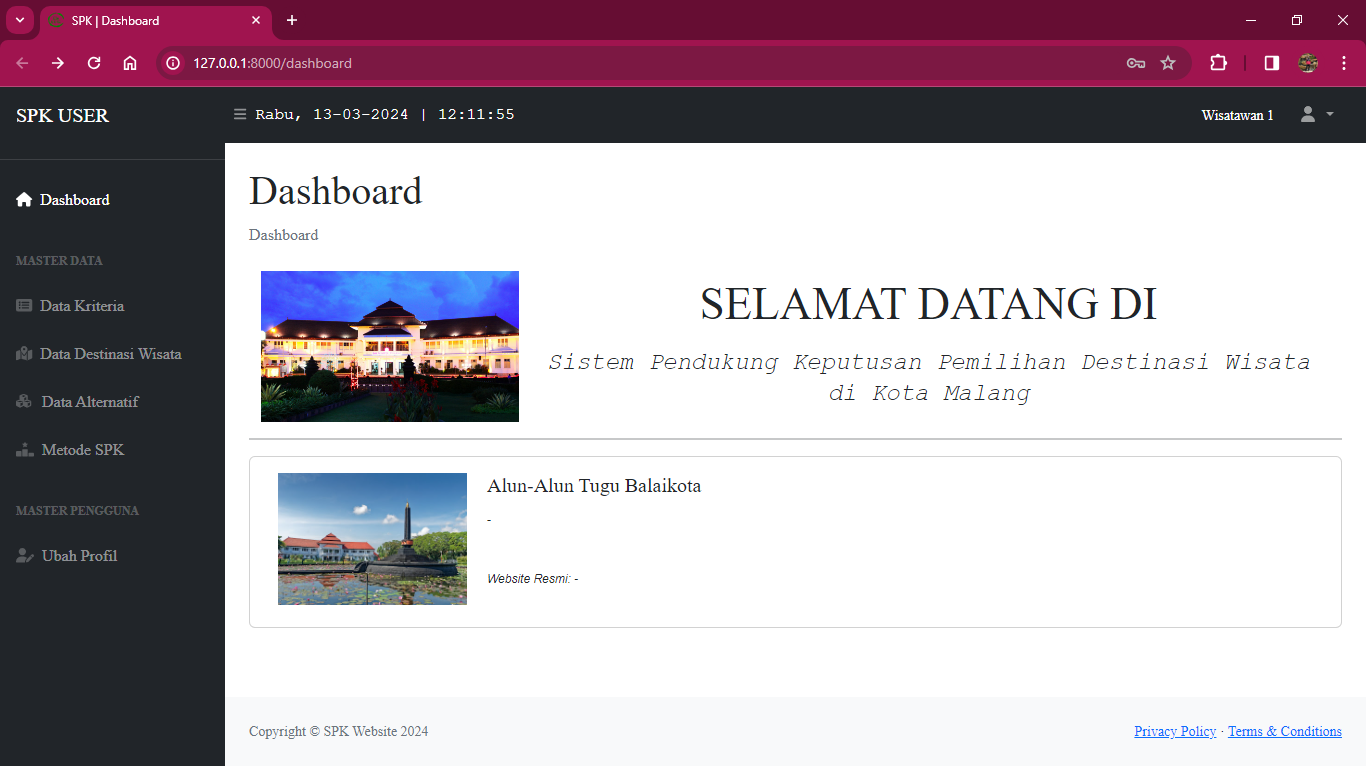 SPK | Dashboard
127.0.0.1:8000/dashboard
SPK USER
Rabu, 13-03-2024 | 12:11:55
Wisatawan 1
Dashboard
MASTER DATA
Data Kriteria
Data Destinasi Wisata
Data Alternatif
Metode SPK
MASTER PENGGUNA
Ubah Profil
Dashboard
Dashboard
SELAMAT DATANG DI
Sistem Pendukung Keputusan Pemilihan Destinasi Wisata
di Kota Malang
Alun-Alun Tugu Balaikota
-
Website Resmi: -
Copyright © SPK Website 2024
Privacy Policy · Terms & Conditions